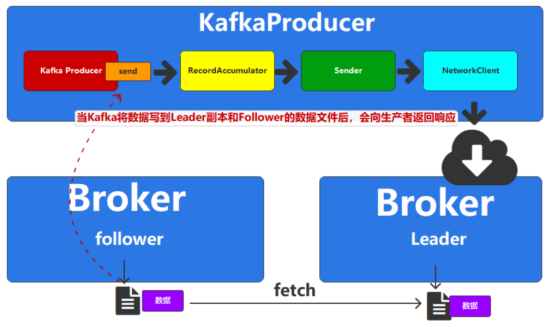 KafkaProducer
Kafka Producer
send
RecordAccumulator
Sender
NetworkClient
当Kafka将数据写到Leader副本和Follower的数据文件后，会向生产者返回响应
Broker
follower
Broker
Leader
数据
fetch
数据